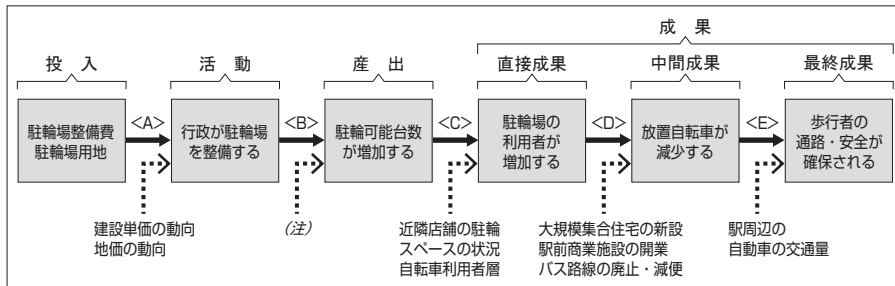 成 果
投 入
活 動
産 出
直接成果
中間成果
最終成果
駐輪場整備費
駐輪場用地
<A>
行政が駐輪場
を整備する
<B>
駐輪可能台数
が増加する
<C>
駐輪場の
利用者が
増加する
<D>
放置自転車が
減少する
<E>
歩行者の
通路・安全が
確保される
建設単価の動向
地価の動向
(注)
近隣店舗の駐輪
スペースの状況
自転車利用者層
大規模集合住宅の新設
駅前商業施設の開業
バス路線の廃止・減便
駅周辺の
自動車の交通量